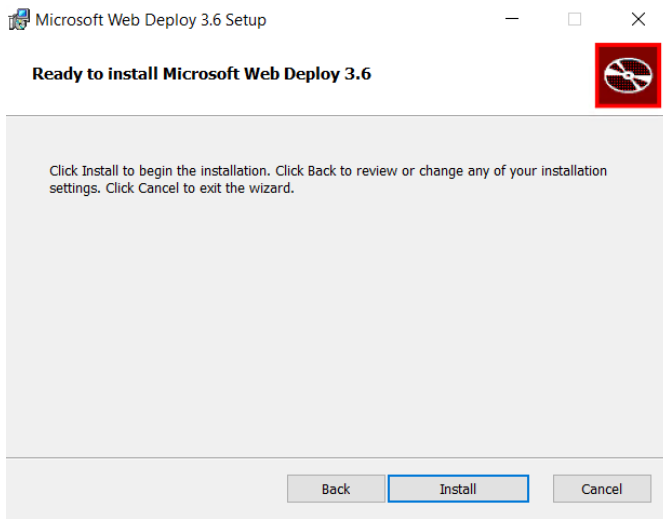 Microsoft Web Deploy 3.6 Setup
Ready to install Microsoft Web Deploy 3.6
Click Install to begin the installation. Click Back to review or change any of your installation
settings. Click Cancel to exit the wizard.
Back Install Cancel